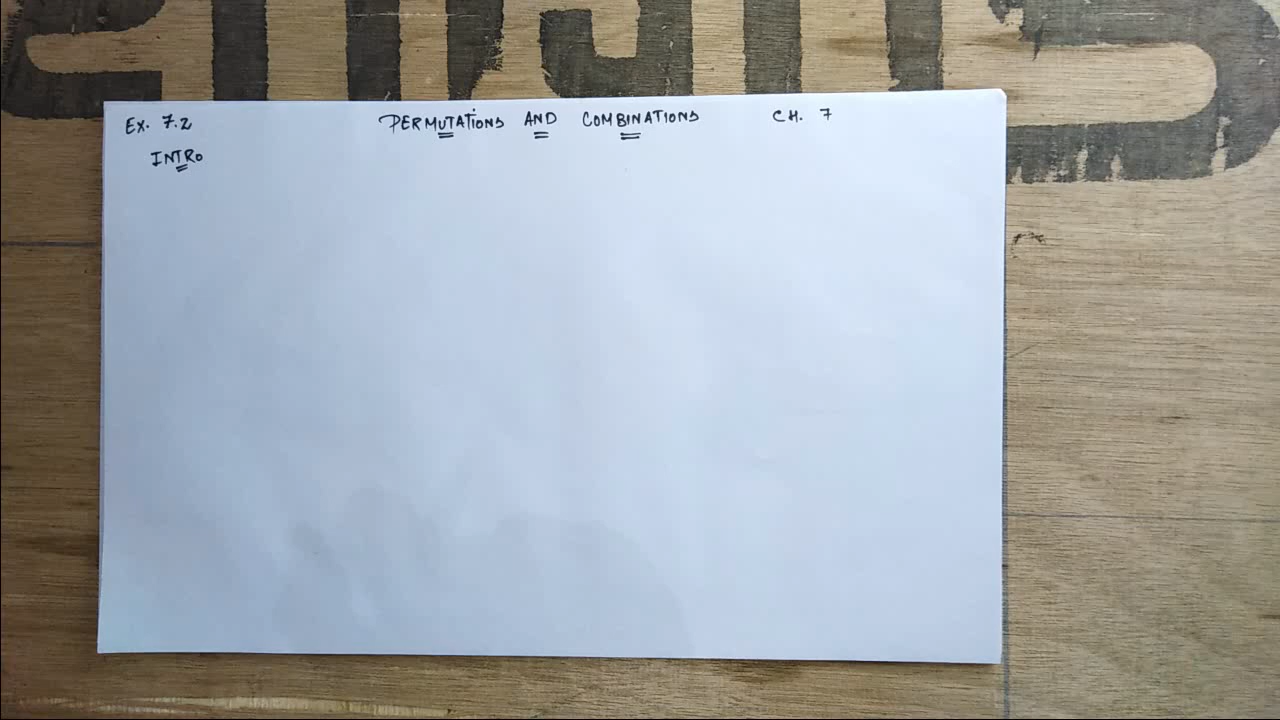 Ex. 7.2 PERMUTATIONS AND COMBINATIONS CH. 7
INTRO